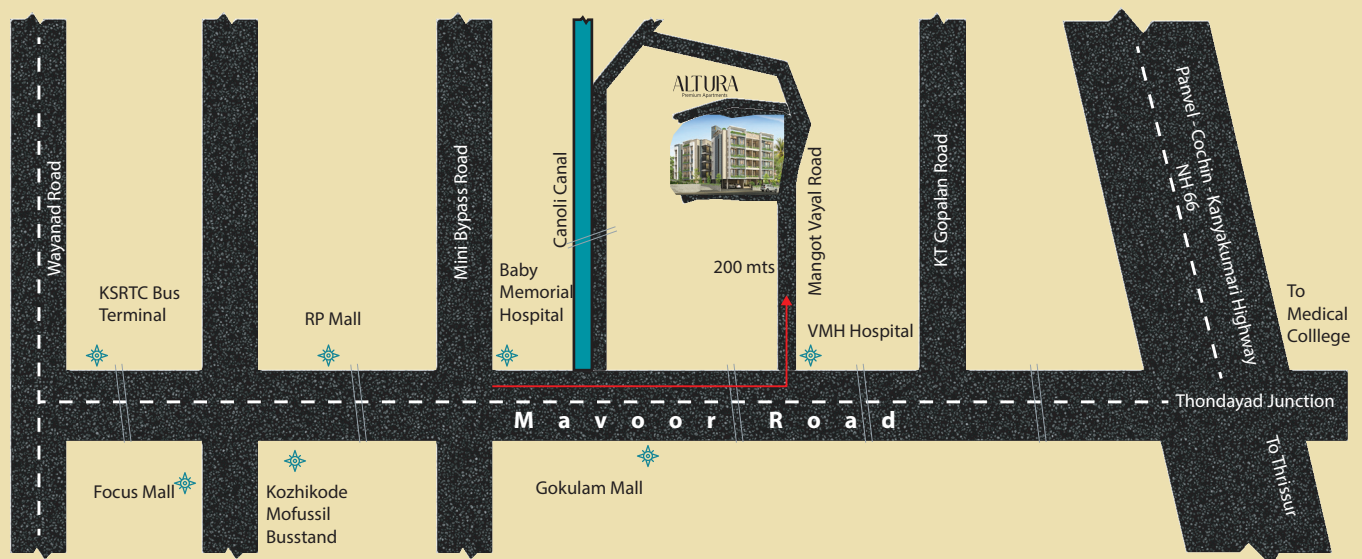 ALTURA
Premium Apartments
Wayanad Road
Mini Bypass Road
Canoli Canal
Mangot Vayal Road
KT Gopalan Road
Panvel - Cochin - Kanyakumari Highway
NH 66
200 mts
KSRTC Bus
Terminal
RP Mall
Baby
Memorial
Hospital
VMH Hospital
To
Medical
Colllege
Thondayad Junction
Mavoor Road
To Thrissur
Focus Mall
Kozhikode
Mofussil
Busstand
Gokulam Mall